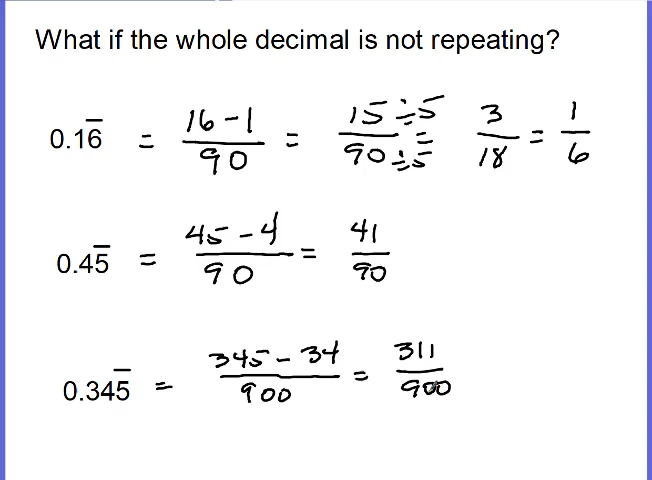 What if the whole decimal is not repeating?
0.16̅ = (16 - 1)/90 = (15 ÷ 5)/(90 ÷ 5) = 3/18 = 1/6
0.45̅ = (45 - 4)/90 = 41/90
0.345̅ = (345 - 34)/900 = 311/900